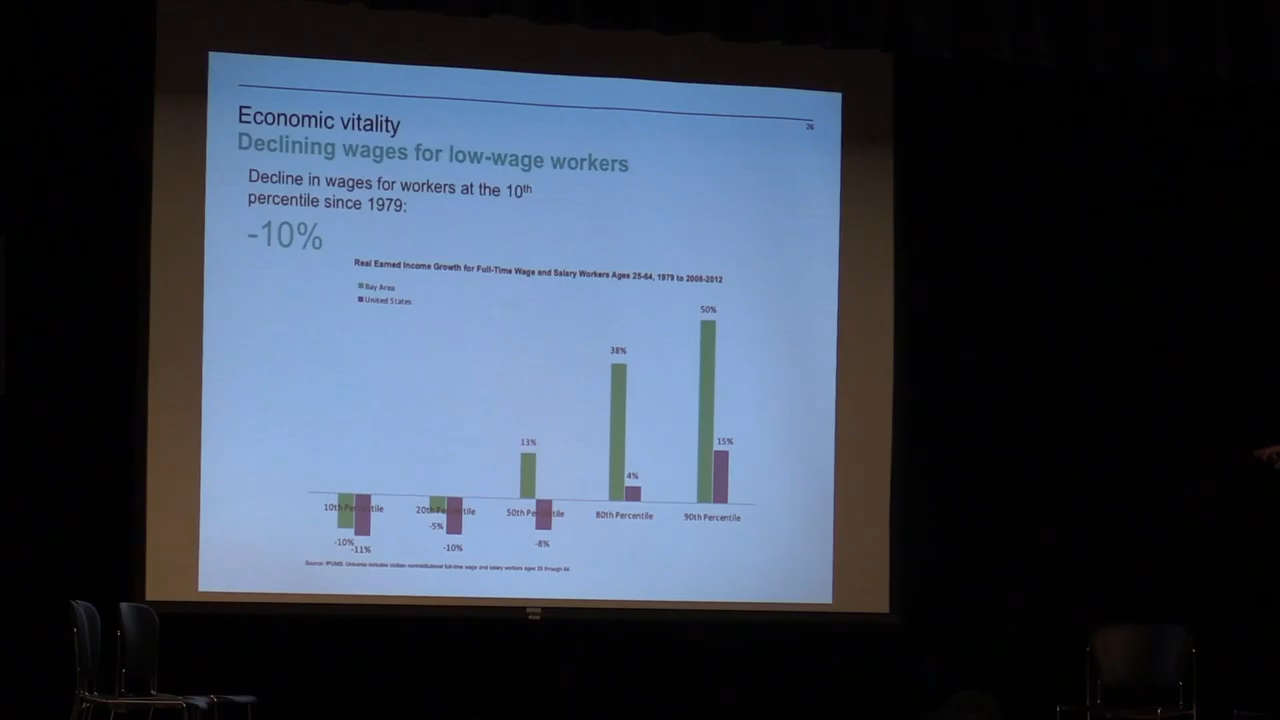 26
Economic vitality
Declining wages for low-wage workers
Decline in wages for workers at the 10th
percentile since 1979:
-10%
Real Earned Income Growth for Full-Time Wage and Salary Workers Ages 25-64, 1979 to 2008-2012
Bay Area
United States
50%
38%
13%
15%
4%
10th Percentile
20th Percentile
50th Percentile
80th Percentile
90th Percentile
-5%
-10%
-11%
-10%
-8%
Source: IPUMS. Universe includes civilian noninstitutional full-time wage and salary workers ages 25 through 64.